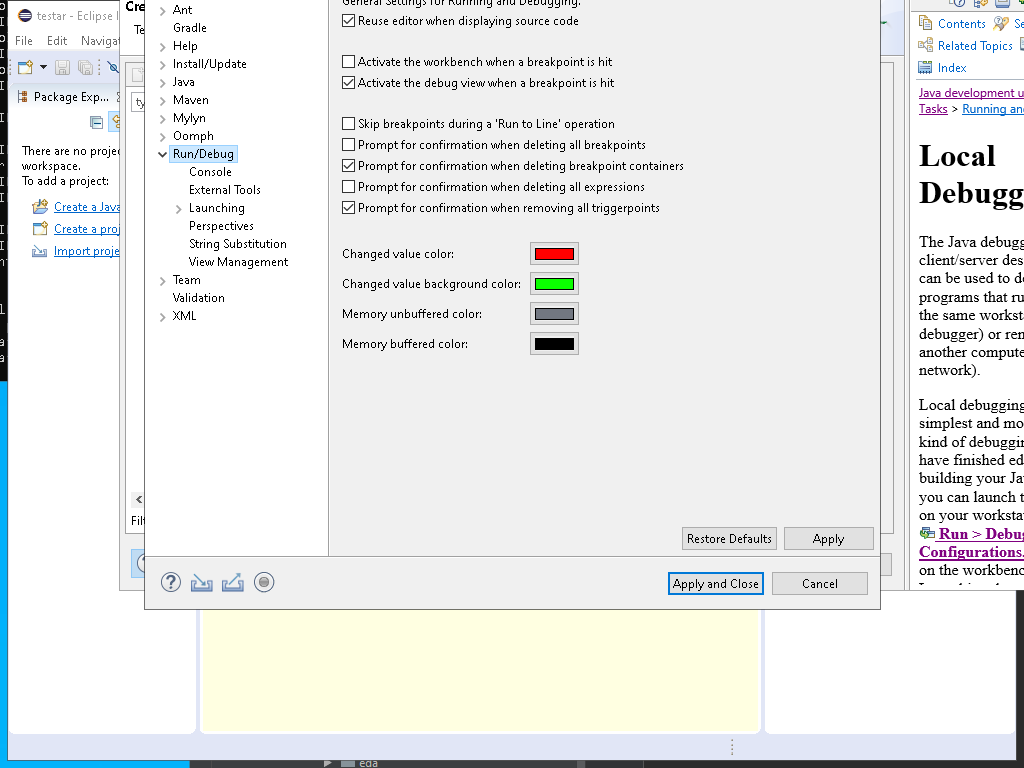 testar - Eclipse
File Edit Navigat
Package Exp...
There are no projec
workspace.
To add a project:
Create a Java
Create a proj
Import proje
Cre
Te
ty
Filt
Ant
Gradle
Help
Install/Update
Java
Maven
Mylyn
Oomph
Run/Debug
Console
External Tools
Launching
Perspectives
String Substitution
View Management
Team
Validation
XML
General Settings for Running and Debugging.
Reuse editor when displaying source code
Activate the workbench when a breakpoint is hit
Activate the debug view when a breakpoint is hit
Skip breakpoints during a 'Run to Line' operation
Prompt for confirmation when deleting all breakpoints
Prompt for confirmation when deleting breakpoint containers
Prompt for confirmation when deleting all expressions
Prompt for confirmation when removing all triggerpoints
Changed value color:
Changed value background color:
Memory unbuffered color:
Memory buffered color:
Restore Defaults Apply
Apply and Close Cancel
Contents Se
Related Topics
Index
Java development u
Tasks > Running and
Local
Debugg
The Java debugg
client/server des
can be used to de
programs that ru
the same worksta
debugger) or rem
another compute
network).
Local debugging
simplest and mo
kind of debuggin
have finished ed
building your Jav
you can launch t
on your worksta
Run > Debug
Configurations.
on the workbenc
eda